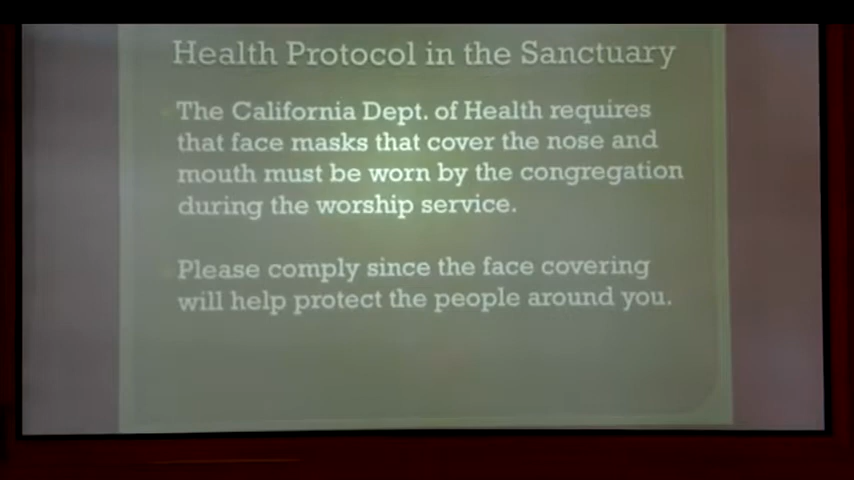 Health Protocol in the Sanctuary
The California Dept. of Health requires
that face masks that cover the nose and
mouth must be worn by the congregation
during the worship service.
Please comply since the face covering
will help protect the people around you.